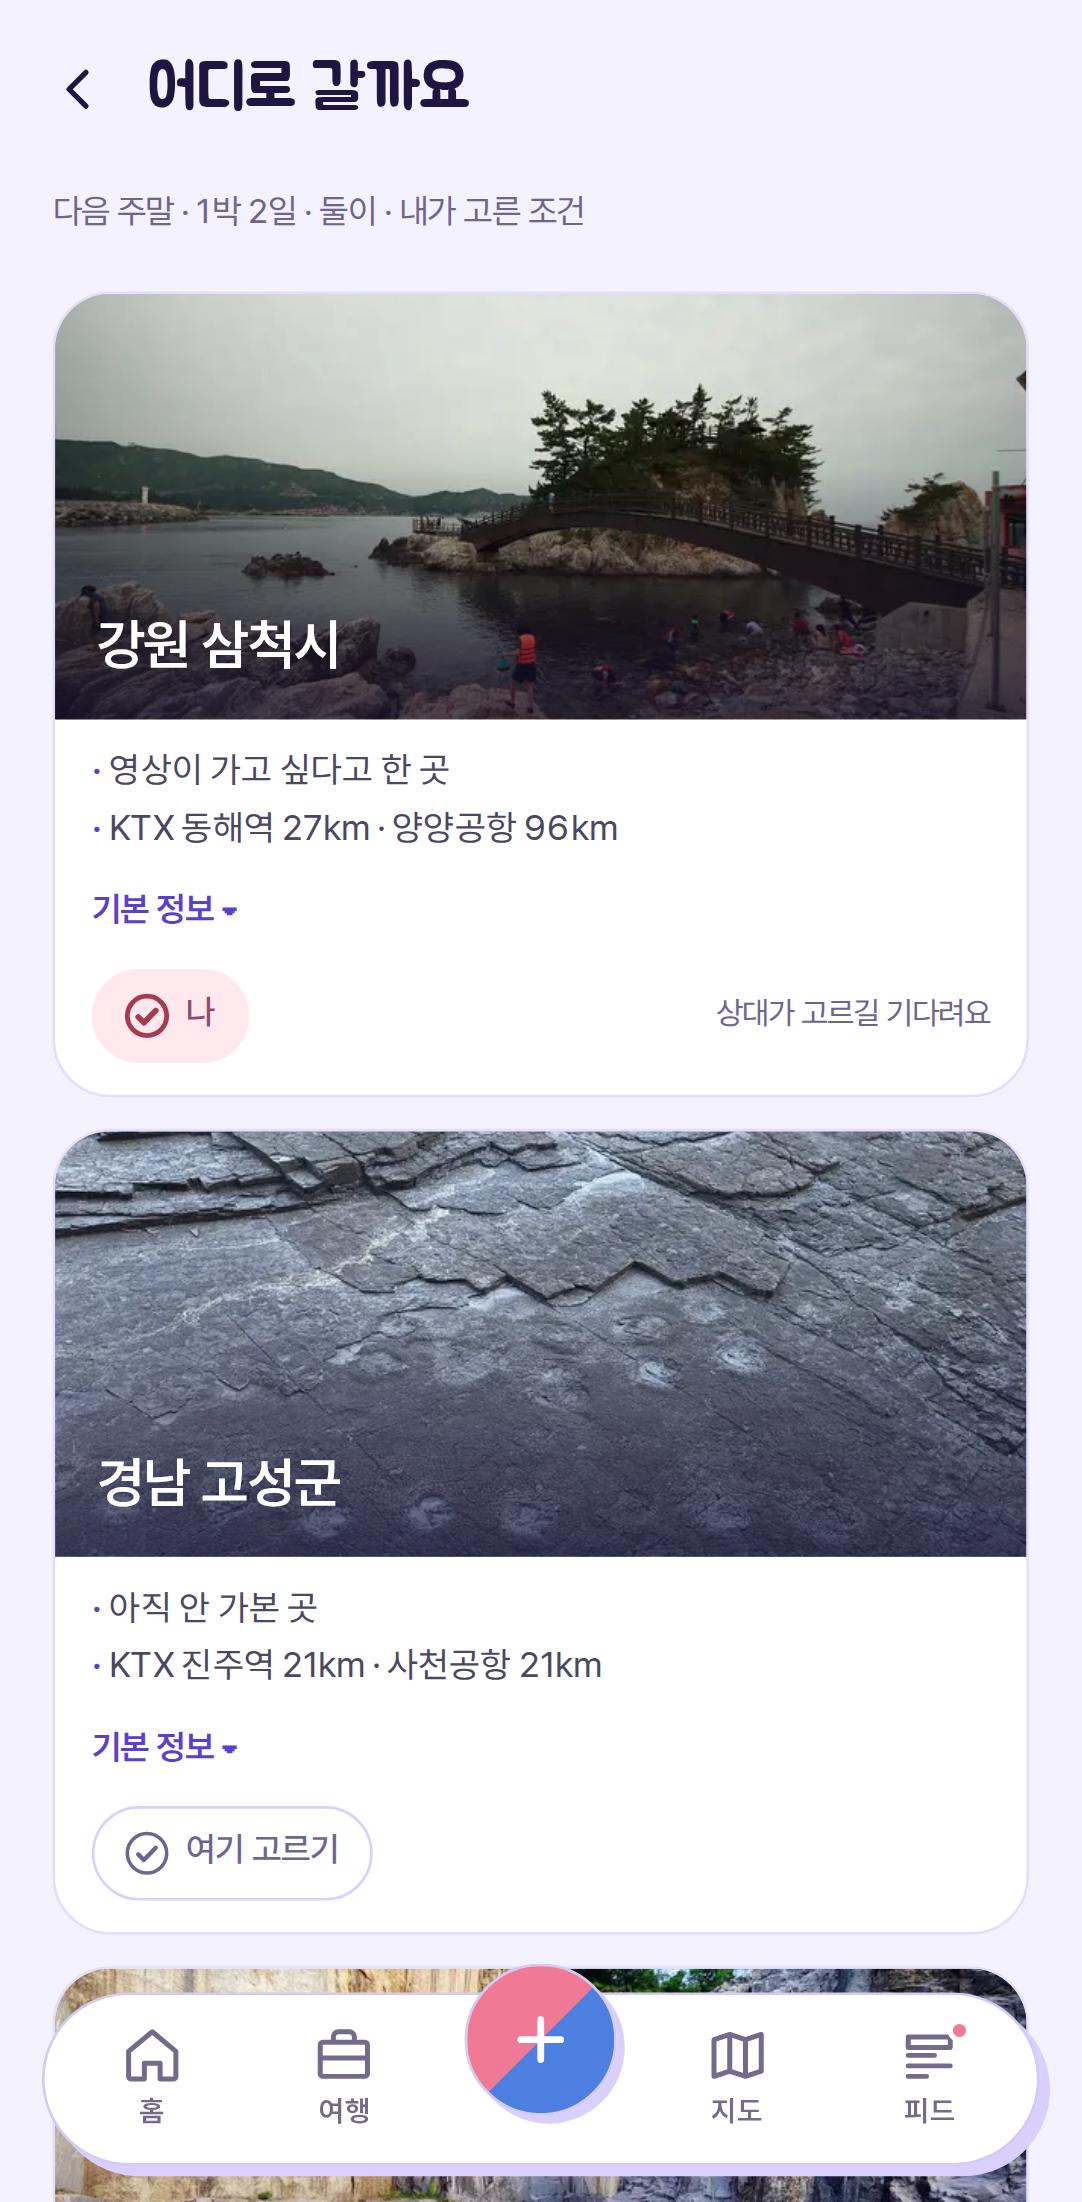 어디로 갈까요
다음 주말 · 1박 2일 · 둘이 · 내가 고른 조건
강원 삼척시
· 영상이 가고 싶다고 한 곳
· KTX 동해역 27km · 양양공항 96km
기본 정보
나
상대가 고르길 기다려요
경남 고성군
· 아직 안 가본 곳
· KTX 진주역 21km · 사천공항 21km
기본 정보
여기 고르기
홈
여행
지도
피드